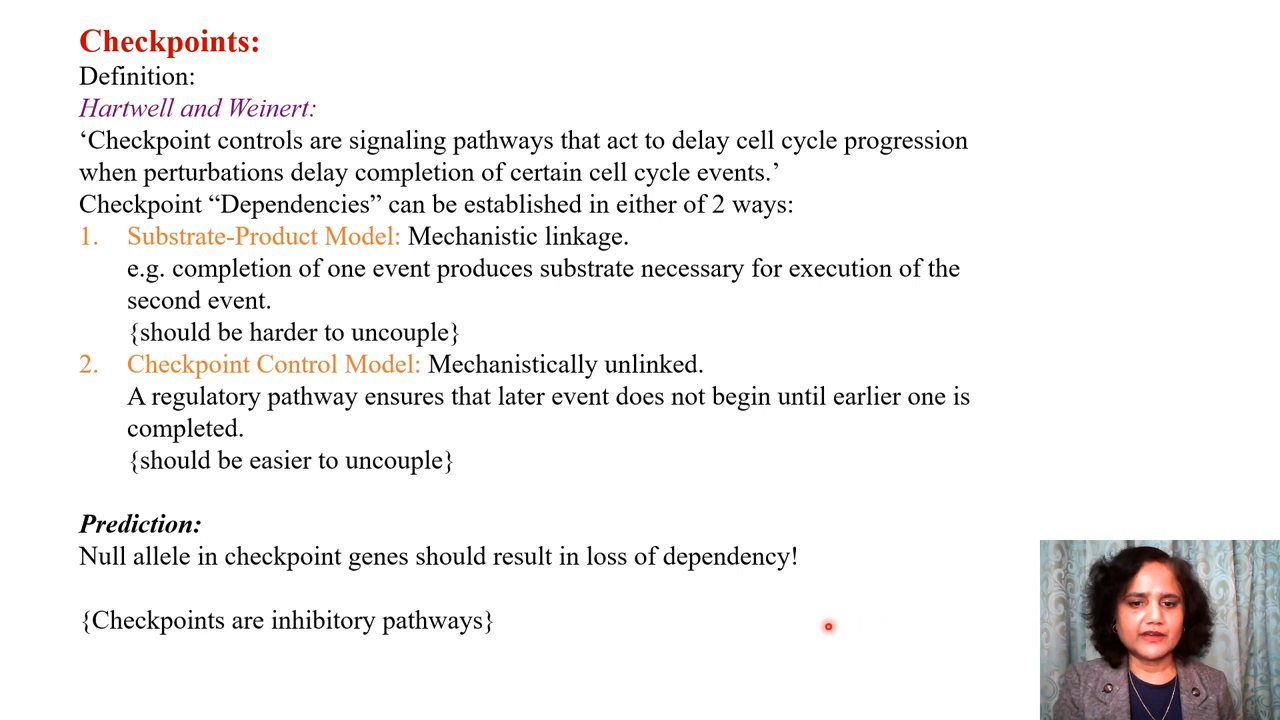 Checkpoints:
Definition:
Hartwell and Weinert:
‘Checkpoint controls are signaling pathways that act to delay cell cycle progression
when perturbations delay completion of certain cell cycle events.’
Checkpoint “Dependencies” can be established in either of 2 ways:
1. Substrate-Product Model: Mechanistic linkage.
e.g. completion of one event produces substrate necessary for execution of the
second event.
{should be harder to uncouple}
2. Checkpoint Control Model: Mechanistically unlinked.
A regulatory pathway ensures that later event does not begin until earlier one is
completed.
{should be easier to uncouple}
Prediction:
Null allele in checkpoint genes should result in loss of dependency!
{Checkpoints are inhibitory pathways}